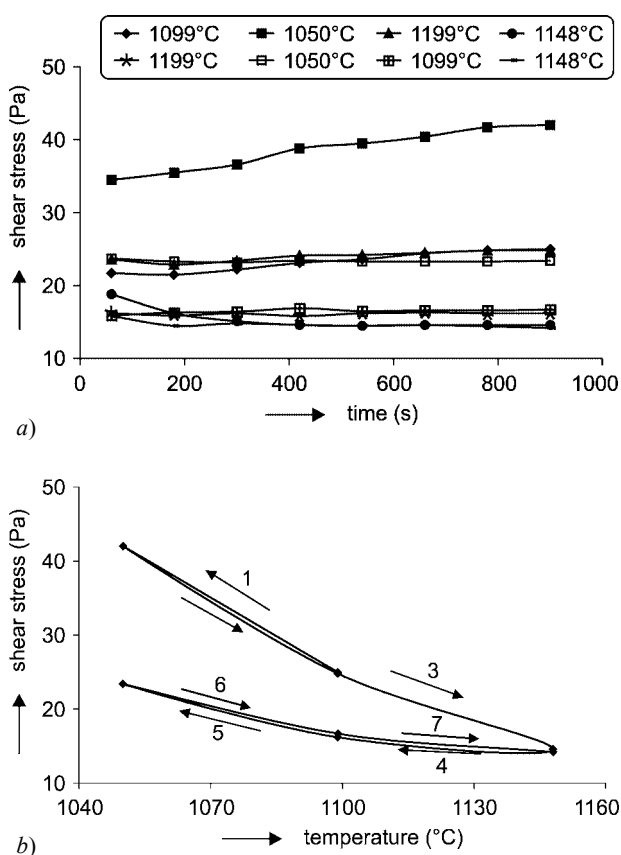 1099°C 1050°C 1199°C 1148°C
1199°C 1050°C 1099°C 1148°C
shear stress (Pa)
50
40
30
20
10
0 200 400 600 800 1000
time (s)
a)
shear stress (Pa)
50
40
30
20
10
1
3
6
5
7
4
1040 1070 1100 1130 1160
temperature (°C)
b)